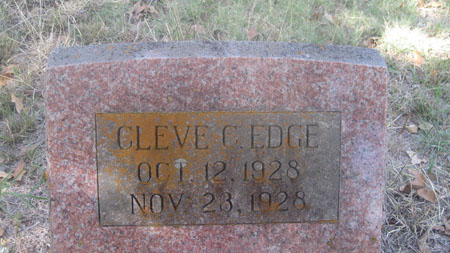 CLEVE C. EDGE
OCT 12, 1928
NOV 23, 1928